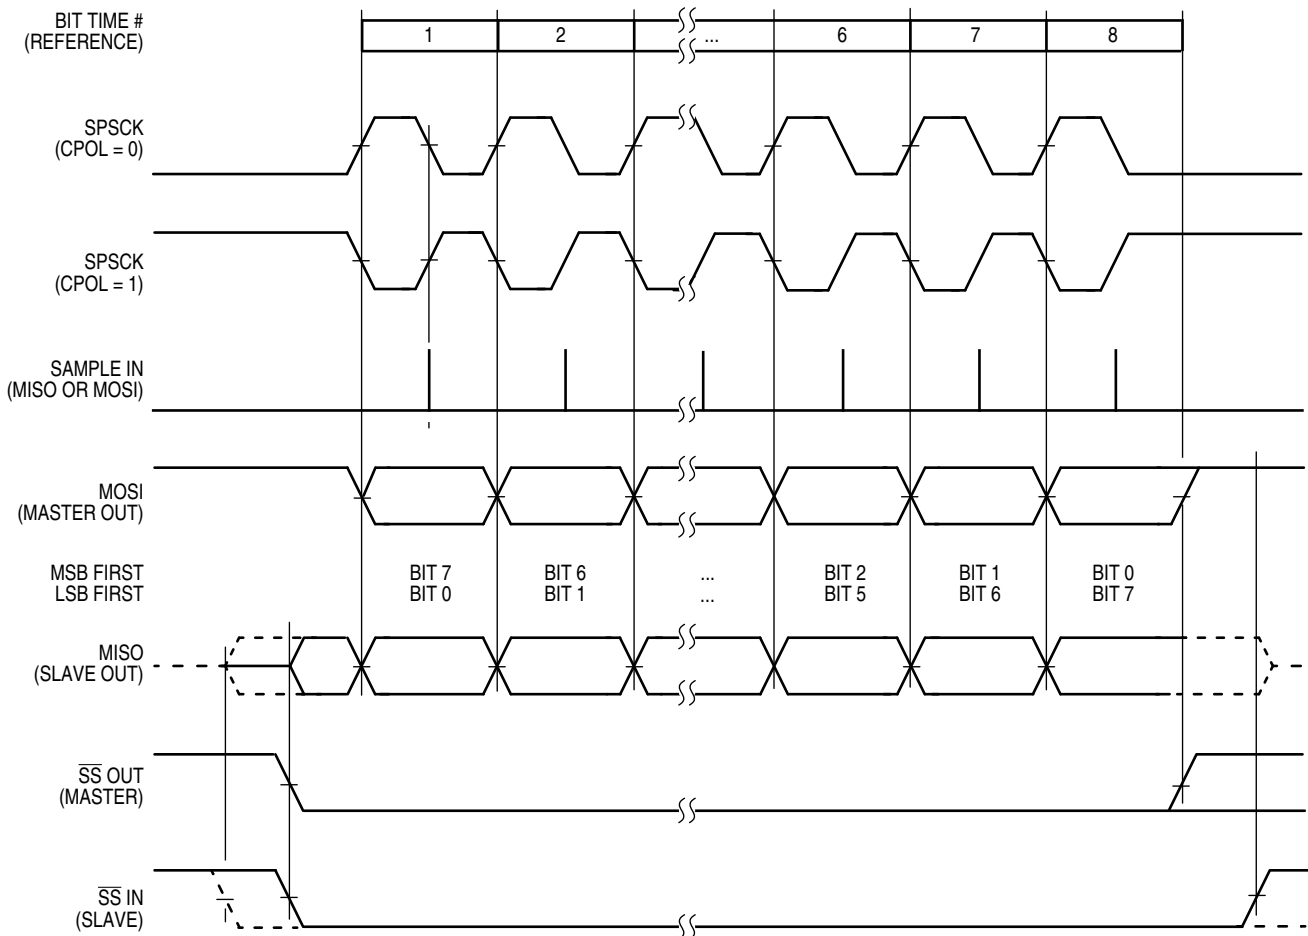 BIT TIME #
(REFERENCE)
1 2 ... 6 7 8
SPSCK
(CPOL = 0)
SPSCK
(CPOL = 1)
SAMPLE IN
(MISO OR MOSI)
MOSI
(MASTER OUT)
MSB FIRST BIT 7 BIT 6 ... BIT 2 BIT 1 BIT 0
LSB FIRST BIT 0 BIT 1 ... BIT 5 BIT 6 BIT 7
MISO
(SLAVE OUT)
S̅S̅ OUT
(MASTER)
S̅S̅ IN
(SLAVE)